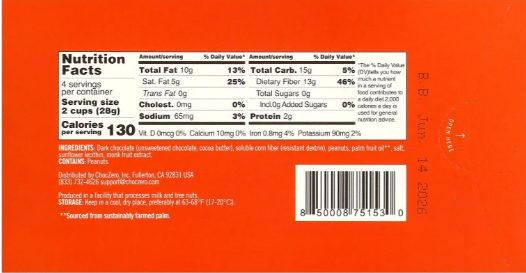 Nutrition Facts
4 servings per container
Serving size 2 cups (28g)
Calories per serving 130
Amount/serving % Daily Value*
Total Fat 10g 13%
Sat. Fat 5g 25%
Trans Fat 0g
Cholest. 0mg 0%
Sodium 65mg 3%
Amount/serving % Daily Value*
Total Carb. 15g 5%
Dietary Fiber 13g 46%
Total Sugars 0g
Incl.0g Added Sugars 0%
Protein 2g
Vit. D 0mcg 0% Calcium 10mg 0% Iron 0.8mg 4% Potassium 90mg 2%
*The % Daily Value
(DV)tells you how
much a nutrient
in a serving of
food contributes to
a daily diet.2,000
calories a day is
used for general
nutrition advice.
INGREDIENTS: Dark chocolate (unsweetened chocolate, cocoa butter), soluble corn fiber (resistant dextrin), peanuts, palm fruit oil**, salt,
sunflower lecithin, monk fruit extract.
CONTAINS: Peanuts.
Distributed by ChocZero, Inc. Fullerton, CA 92831 USA
(833) 732-4626 support@choczero.com
Produced in a facility that processes milk and tree nuts.
STORAGE: Keep in a cool, dry place, preferably at 63-68°F (17-20°C).
**Sourced from sustainably farmed palm.
8 50008 75153 0
BB Jun. 14 2026
OPEN HERE